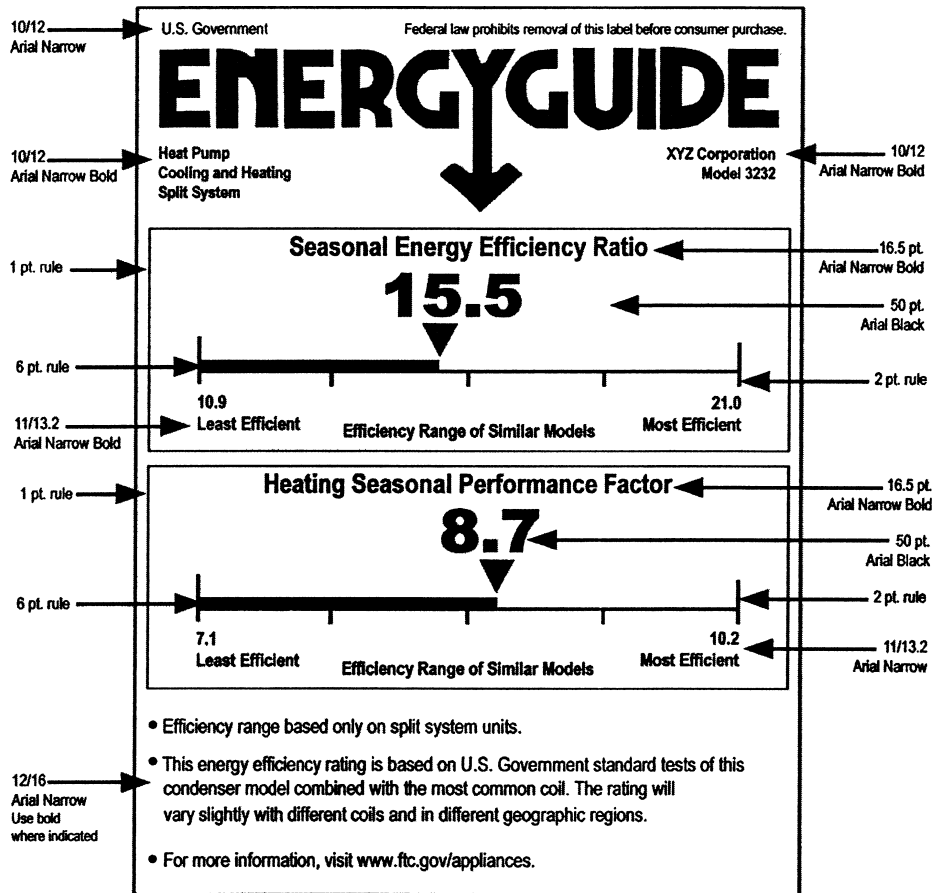 10/12
Arial Narrow
U.S. Government
Federal law prohibits removal of this label before consumer purchase.
ENERGYGUIDE
10/12
Arial Narrow Bold
Heat Pump
Cooling and Heating
Split System
XYZ Corporation
Model 3232
10/12
Arial Narrow Bold
Seasonal Energy Efficiency Ratio
16.5 pt.
Arial Narrow Bold
1 pt. rule
15.5
50 pt.
Arial Black
6 pt. rule
2 pt. rule
10.9
Least Efficient
21.0
Most Efficient
Efficiency Range of Similar Models
11/13.2
Arial Narrow Bold
Heating Seasonal Performance Factor
16.5 pt.
Arial Narrow Bold
1 pt. rule
8.7
50 pt.
Arial Black
6 pt. rule
2 pt. rule
7.1
Least Efficient
10.2
Most Efficient
Efficiency Range of Similar Models
11/13.2
Arial Narrow
• Efficiency range based only on split system units.
• This energy efficiency rating is based on U.S. Government standard tests of this
condenser model combined with the most common coil. The rating will
vary slightly with different coils and in different geographic regions.
12/16
Arial Narrow
Use bold
where indicated
• For more information, visit www.ftc.gov/appliances.